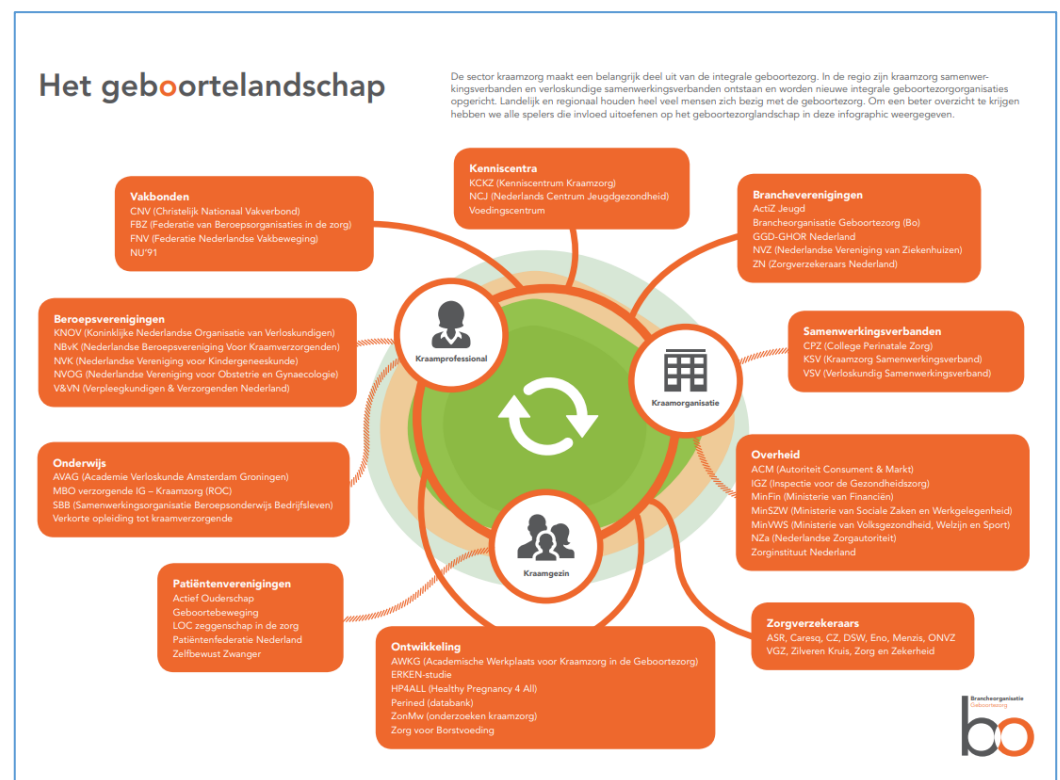 Het geboortelandschap
De sector kraamzorg maakt een belangrijk deel uit van de integrale geboortezorg. In de regio zijn kraamzorg samenwer-
kingsverbanden en verloskundige samenwerkingsverbanden ontstaan en worden nieuwe integrale geboortezorgorganisaties
opgericht. Landelijk en regionaal houden heel veel mensen zich bezig met de geboortezorg. Om een beter overzicht te krijgen
hebben we alle spelers die invloed uitoefenen op het geboortezorglandschap in deze infographic weergegeven.
Kenniscentra
KCKZ (Kenniscentrum Kraamzorg)
NCJ (Nederlands Centrum Jeugdgezondheid)
Voedingscentrum
Vakbonden
CNV (Christelijk Nationaal Vakverbond)
FBZ (Federatie van Beroepsorganisaties in de zorg)
FNV (Federatie Nederlandse Vakbeweging)
NU'91
Brancheverenigingen
ActiZ Jeugd
Brancheorganisatie Geboortezorg (Bo)
GGD-GHOR Nederland
NVZ (Nederlandse Vereniging van Ziekenhuizen)
ZN (Zorgverzekeraars Nederland)
Beroepsverenigingen
KNOV (Koninklijke Nederlandse Organisatie van Verloskundigen)
NBvK (Nederlandse Beroepsvereniging Voor Kraamverzorgenden)
NVK (Nederlandse Vereniging voor Kindergeneeskunde)
NVOG (Nederlandse Vereniging voor Obstetrie en Gynaecologie)
V&VN (Verpleegkundigen & Verzorgenden Nederland)
Kraamprofessional
Kraamorganisatie
Samenwerkingsverbanden
CPZ (College Perinatale Zorg)
KSV (Kraamzorg Samenwerkingsverband)
VSV (Verloskundig Samenwerkingsverband)
Onderwijs
AVAG (Academie Verloskunde Amsterdam Groningen)
MBO verzorgende IG – Kraamzorg (ROC)
SBB (Samenwerkingsorganisatie Beroepsonderwijs Bedrijfsleven)
Verkorte opleiding tot kraamverzorgende
Overheid
ACM (Autoriteit Consument & Markt)
IGZ (Inspectie voor de Gezondheidszorg)
MinFin (Ministerie van Financiën)
MinSZW (Ministerie van Sociale Zaken en Werkgelegenheid)
MinVWS (Ministerie van Volksgezondheid, Welzijn en Sport)
NZa (Nederlandse Zorgautoriteit)
Zorginstituut Nederland
Kraamgezin
Patiëntenverenigingen
Actief Ouderschap
Geboortebeweging
LOC zeggenschap in de zorg
Patiëntenfederatie Nederland
Zelfbewust Zwanger
Ontwikkeling
AWKG (Academische Werkplaats voor Kraamzorg in de Geboortezorg)
ERKEN-studie
HP4ALL (Healthy Pregnancy 4 All)
Perined (databank)
ZonMw (onderzoeken kraamzorg)
Zorg voor Borstvoeding
Zorgverzekeraars
ASR, Caresq, CZ, DSW, Eno, Menzis, ONVZ
VGZ, Zilveren Kruis, Zorg en Zekerheid
Brancheorganisatie
Geboortezorg
bo